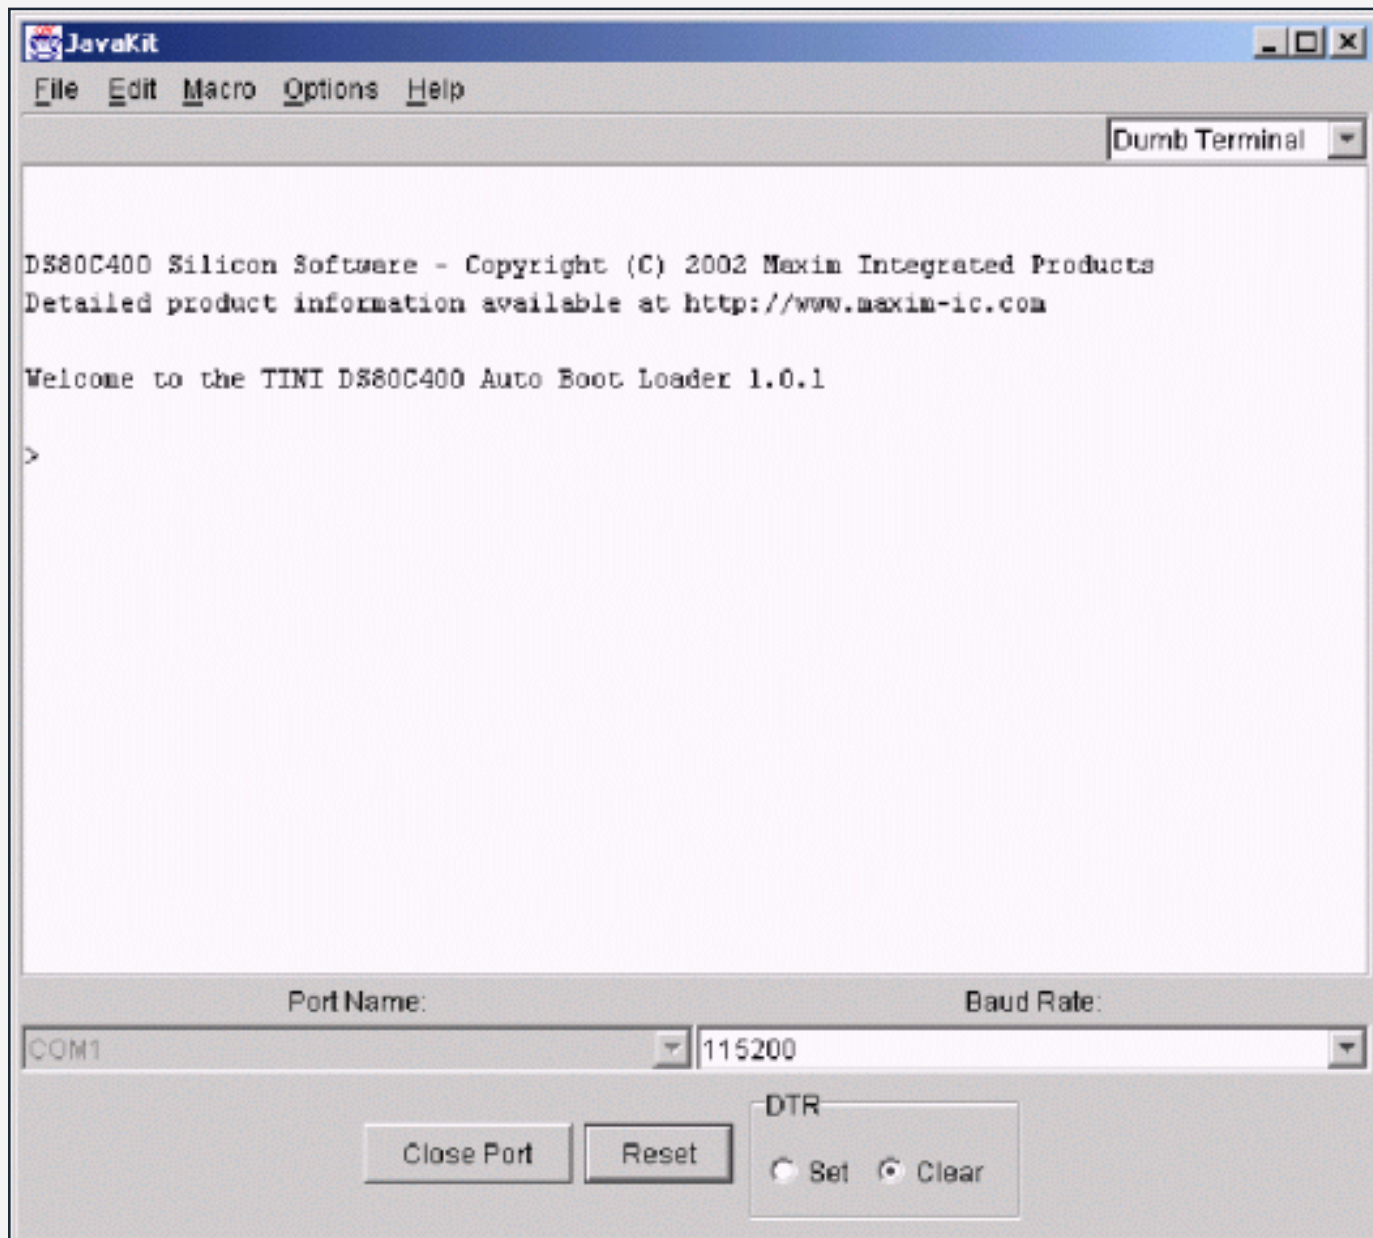 JavaKit
File Edit Macro Options Help
Dumb Terminal
DS80C400 Silicon Software - Copyright (C) 2002 Maxim Integrated Products
Detailed product information available at http://www.maxim-ic.com
Welcome to the TINI DS80C400 Auto Boot Loader 1.0.1
>
Port Name: Baud Rate:
COM1 115200
DTR
Close Port Reset Set Clear